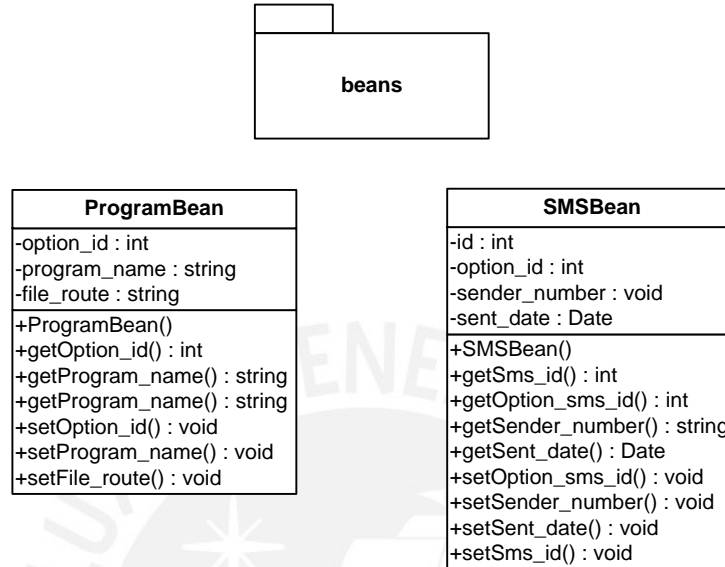 beans
ProgramBean
-option_id : int
-program_name : string
-file_route : string
+ProgramBean()
+getOption_id() : int
+getProgram_name() : string
+getProgram_name() : string
+setOption_id() : void
+setProgram_name() : void
+setFile_route() : void
SMSBean
-id : int
-option_id : int
-sender_number : void
-sent_date : Date
+SMSBean()
+getSms_id() : int
+getOption_sms_id() : int
+getSender_number() : string
+getSent_date() : Date
+setOption_sms_id() : void
+setSender_number() : void
+setSent_date() : void
+setSms_id() : void